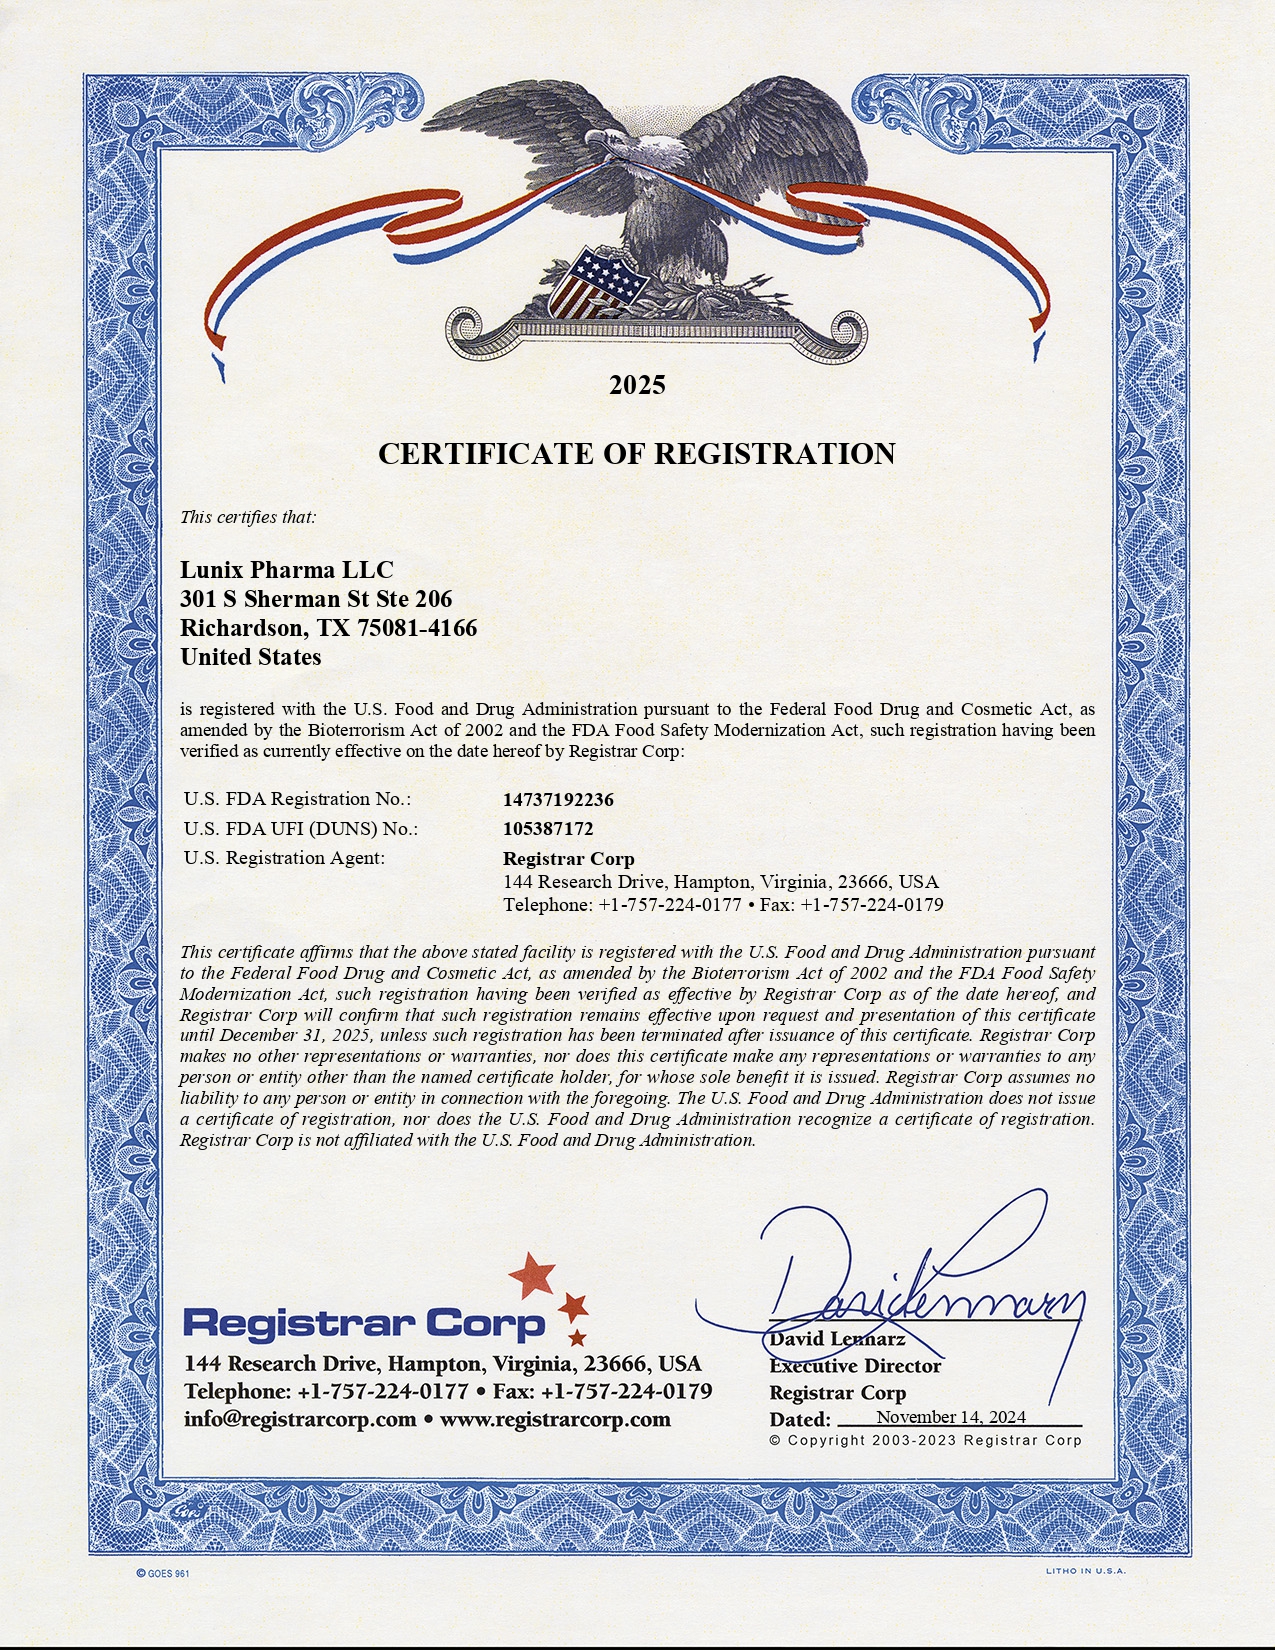 2025
CERTIFICATE OF REGISTRATION
This certifies that:
Lunix Pharma LLC
301 S Sherman St Ste 206
Richardson, TX 75081-4166
United States
is registered with the U.S. Food and Drug Administration pursuant to the Federal Food Drug and Cosmetic Act, as
amended by the Bioterrorism Act of 2002 and the FDA Food Safety Modernization Act, such registration having been
verified as currently effective on the date hereof by Registrar Corp:
U.S. FDA Registration No.: 14737192236
U.S. FDA UFI (DUNS) No.: 105387172
U.S. Registration Agent: Registrar Corp
144 Research Drive, Hampton, Virginia, 23666, USA
Telephone: +1-757-224-0177 • Fax: +1-757-224-0179
This certificate affirms that the above stated facility is registered with the U.S. Food and Drug Administration pursuant
to the Federal Food Drug and Cosmetic Act, as amended by the Bioterrorism Act of 2002 and the FDA Food Safety
Modernization Act, such registration having been verified as effective by Registrar Corp as of the date hereof, and
Registrar Corp will confirm that such registration remains effective upon request and presentation of this certificate
until December 31, 2025, unless such registration has been terminated after issuance of this certificate. Registrar Corp
makes no other representations or warranties, nor does this certificate make any representations or warranties to any
person or entity other than the named certificate holder, for whose sole benefit it is issued. Registrar Corp assumes no
liability to any person or entity in connection with the foregoing. The U.S. Food and Drug Administration does not issue
a certificate of registration, nor does the U.S. Food and Drug Administration recognize a certificate of registration.
Registrar Corp is not affiliated with the U.S. Food and Drug Administration.
Registrar Corp
144 Research Drive, Hampton, Virginia, 23666, USA
Telephone: +1-757-224-0177 • Fax: +1-757-224-0179
info@registrarcorp.com • www.registrarcorp.com
David Lennarz
David Lennarz
Executive Director
Registrar Corp
Dated: November 14, 2024
© Copyright 2003-2023 Registrar Corp
Goes
© GOES 961
LITHO IN U.S.A.